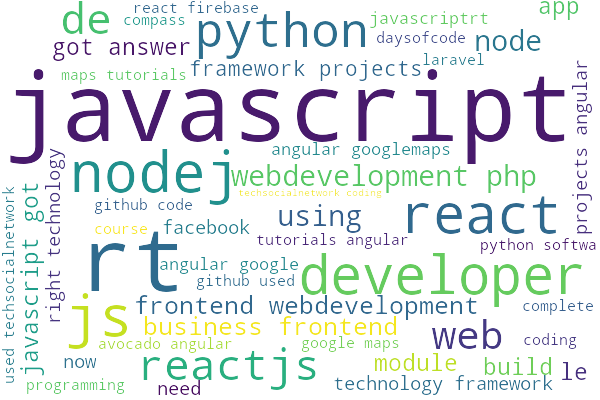 react firebase
app
de
compass
javascriptrt
python
got answer
daysofcode
node
framework projects
laravel
maps tutorials
javascript
projects angular
angular googlemaps
nodej
webdevelopment php
right technology
techsocialnetwork coding
javascript got
used techsocialnetwork
github code
react
using
course
facebook
rt
tutorials angular
python softwa
angular google
developer
github used
js
frontend webdevelopment
complete
business frontend
web
avocado angular
google maps
coding
reactjs
now
module
build
le
programming
need
technology framework